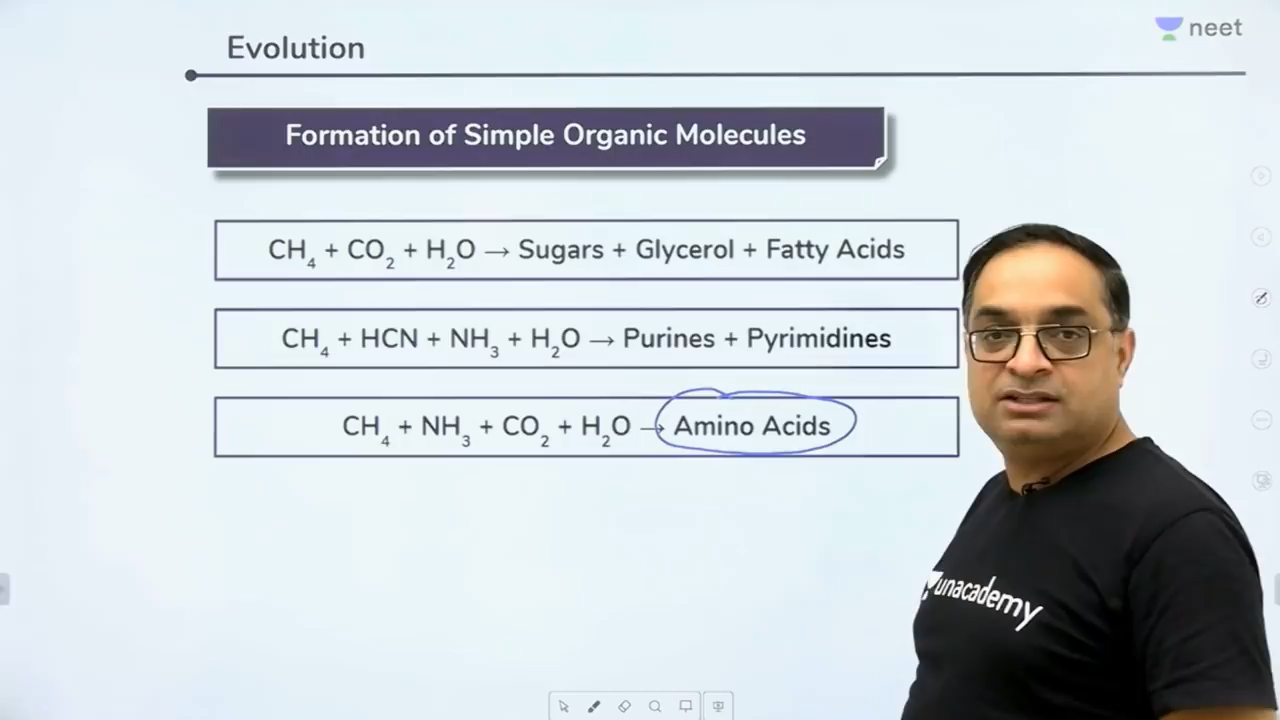 Evolution
neet
Formation of Simple Organic Molecules
CH₄ + CO₂ + H₂O → Sugars + Glycerol + Fatty Acids
CH₄ + HCN + NH₃ + H₂O → Purines + Pyrimidines
CH₄ + NH₃ + CO₂ + H₂O → Amino Acids
unacademy